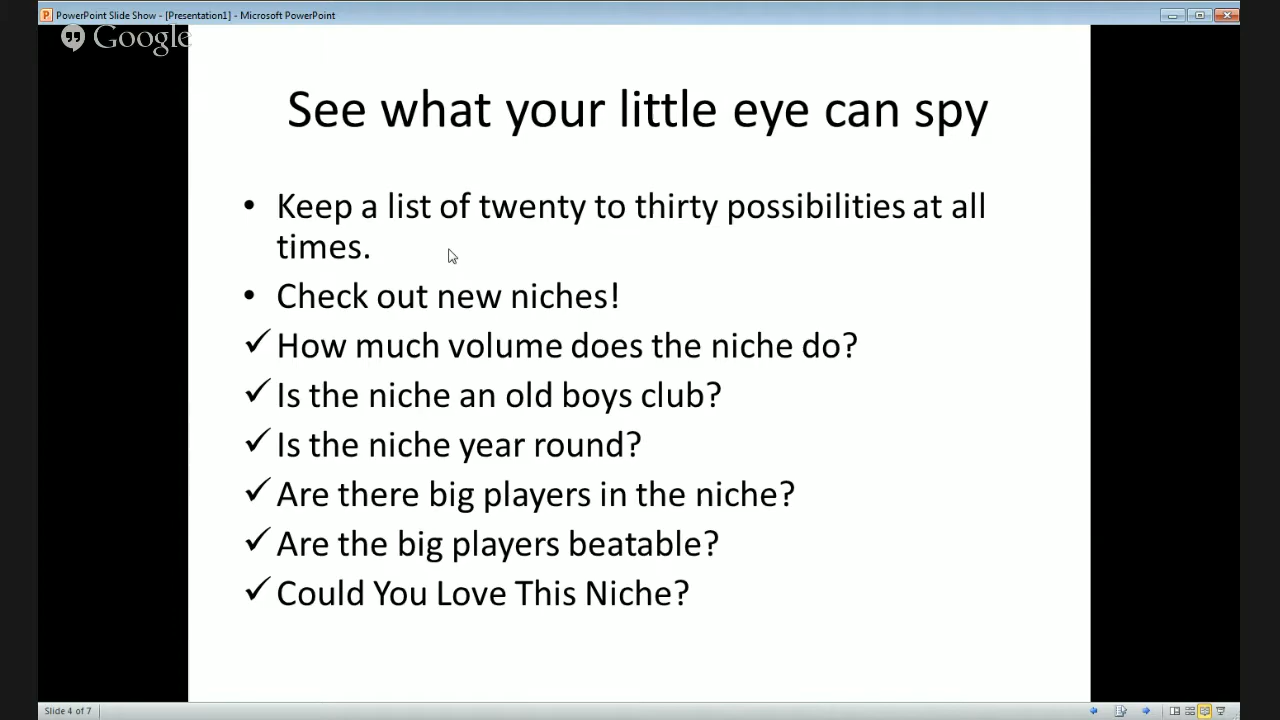 PowerPoint Slide Show - [Presentation1] - Microsoft PowerPoint
Google
See what your little eye can spy
• Keep a list of twenty to thirty possibilities at all
times.
• Check out new niches!
✓ How much volume does the niche do?
✓ Is the niche an old boys club?
✓ Is the niche year round?
✓ Are there big players in the niche?
✓ Are the big players beatable?
✓ Could You Love This Niche?
Slide 4 of 7